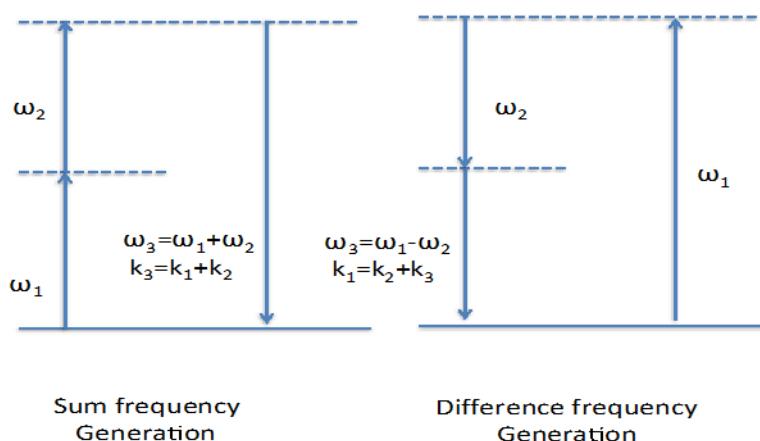 ω₂
ω₃=ω₁+ω₂
k₃=k₁+k₂
ω₁
Sum frequency
Generation
ω₂
ω₁
ω₃=ω₁-ω₂
k₁=k₂+k₃
Difference frequency
Generation